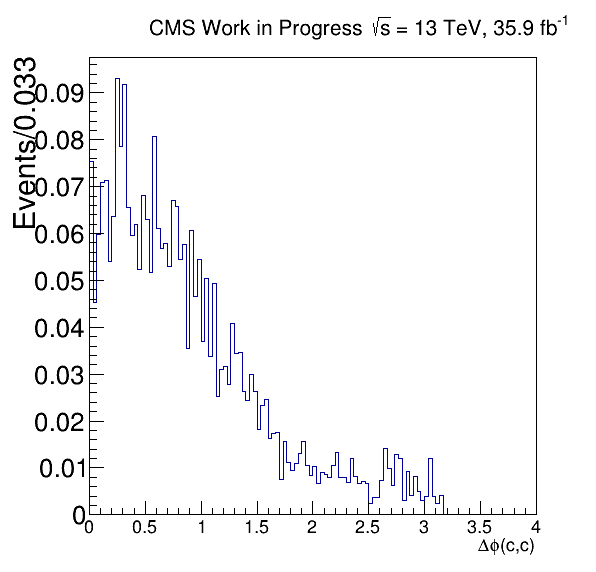 CMS Work in Progress √s = 13 TeV, 35.9 fb⁻¹
Events/0.033
0.09
0.08
0.07
0.06
0.05
0.04
0.03
0.02
0.01
0
0 0.5 1 1.5 2 2.5 3 3.5 4
Δϕ(c,c)